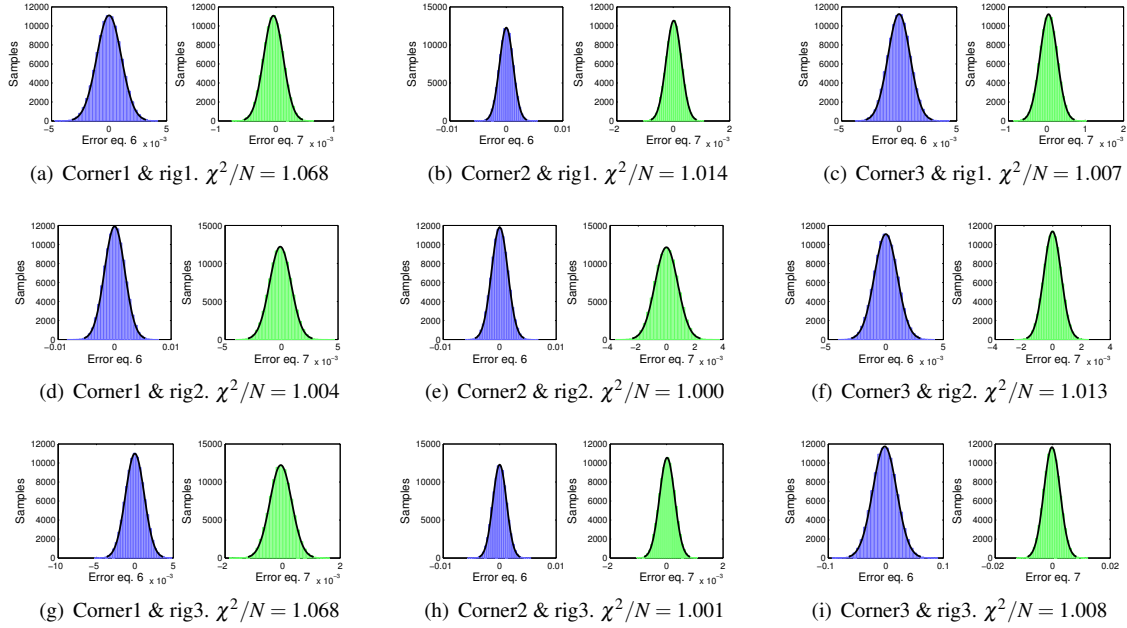 Samples
12000
10000
8000
6000
4000
2000
0
−5 0 5
Error eq. 6 x 10⁻³
12000
10000
8000
6000
4000
2000
0
−1 0 1
Error eq. 7 x 10⁻³
(a) Corner1 & rig1. χ²/N = 1.068
Samples
15000
10000
5000
0
−0.01 0 0.01
Error eq. 6
12000
10000
8000
6000
4000
2000
0
−2 0 2
Error eq. 7 x 10⁻³
(b) Corner2 & rig1. χ²/N = 1.014
Samples
12000
10000
8000
6000
4000
2000
0
−5 0 5
Error eq. 6 x 10⁻³
12000
10000
8000
6000
4000
2000
0
−1 0 1 2
Error eq. 7 x 10⁻³
(c) Corner3 & rig1. χ²/N = 1.007
Samples
12000
10000
8000
6000
4000
2000
0
−0.01 0 0.01
Error eq. 6
15000
10000
5000
0
−5 0 5
Error eq. 7 x 10⁻³
(d) Corner1 & rig2. χ²/N = 1.004
Samples
12000
10000
8000
6000
4000
2000
0
−0.01 0 0.01
Error eq. 6
15000
10000
5000
0
−4 −2 0 2 4
Error eq. 7 x 10⁻³
(e) Corner2 & rig2. χ²/N = 1.000
Samples
12000
10000
8000
6000
4000
2000
0
−5 0 5
Error eq. 6 x 10⁻³
12000
10000
8000
6000
4000
2000
0
−4 −2 0 2 4
Error eq. 7 x 10⁻³
(f) Corner3 & rig2. χ²/N = 1.013
Samples
12000
10000
8000
6000
4000
2000
0
−10 −5 0 5
Error eq. 6 x 10⁻³
15000
10000
5000
0
−2 0 2
Error eq. 7 x 10⁻³
(g) Corner1 & rig3. χ²/N = 1.068
Samples
15000
10000
5000
0
−0.01 0 0.01
Error eq. 6
12000
10000
8000
6000
4000
2000
0
−2 −1 0 1 2
Error eq. 7 x 10⁻³
(h) Corner2 & rig3. χ²/N = 1.001
Samples
12000
10000
8000
6000
4000
2000
0
−0.1 0 0.1
Error eq. 6
12000
10000
8000
6000
4000
2000
0
−0.02 0 0.02
Error eq. 7
(i) Corner3 & rig3. χ²/N = 1.008